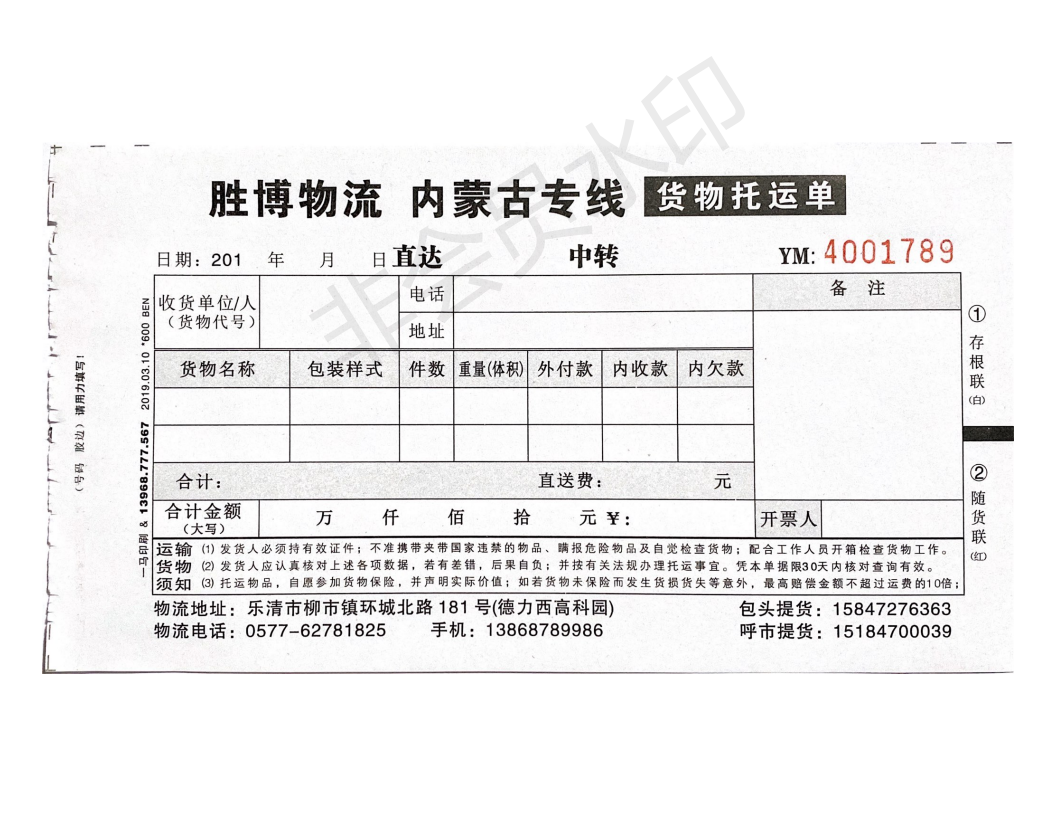 非会员水印
胜博物流 内蒙古专线 货物托运单
日期：201 年 月 日 直达 中转 YM: 4001789
收货单位/人
（货物代号）
电话
地址
备 注
货物名称 包装样式 件数 重量(体积) 外付款 内收款 内欠款
合计： 直送费： 元
合计金额
（大写）
万 仟 佰 拾 元 ¥：
开票人
运输 (1) 发货人必须持有效证件；不准携带夹带国家违禁的物品、瞒报危险物品及自觉检查货物；配合工作人员开箱检查货物工作。
货物 (2) 发货人应认真核对上述各项数据，若有差错，后果自负；并按有关法规办理托运事宜。凭本单据限30天内核对查询有效。
须知 (3) 托运物品，自愿参加货物保险，并声明实际价值；如若货物未保险而发生货损货失等意外，最高赔偿金额不超过运费的10倍；
物流地址：乐清市柳市镇环城北路 181 号(德力西高科园) 包头提货：15847276363
物流电话：0577-62781825 手机：13868789986 呼市提货：15184700039
① 存根联 （白）
② 随货联 （红）
一马印刷 & 13968.777.567 2019.03.10 *600 BEN
（号码 胶边）请用力填写！